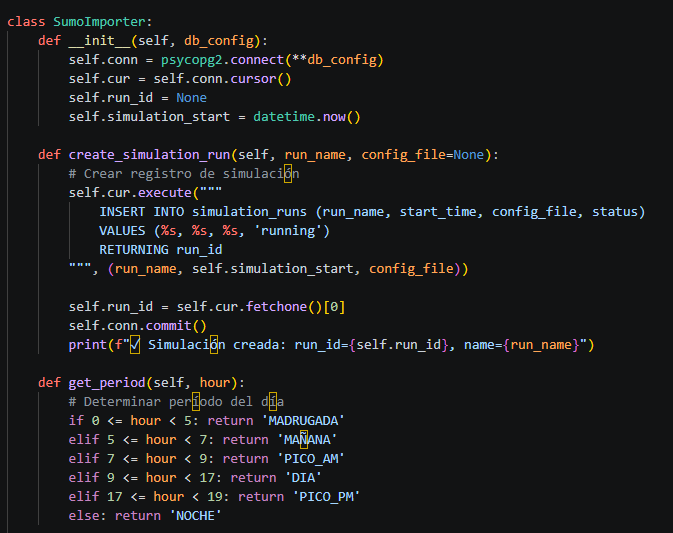 class SumoImporter:
    def __init__(self, db_config):
        self.conn = psycopg2.connect(**db_config)
        self.cur = self.conn.cursor()
        self.run_id = None
        self.simulation_start = datetime.now()

    def create_simulation_run(self, run_name, config_file=None):
        # Crear registro de simulación
        self.cur.execute("""
            INSERT INTO simulation_runs (run_name, start_time, config_file, status)
            VALUES (%s, %s, %s, 'running')
            RETURNING run_id
        """, (run_name, self.simulation_start, config_file))

        self.run_id = self.cur.fetchone()[0]
        self.conn.commit()
        print(f"✓ Simulación creada: run_id={self.run_id}, name={run_name}")

    def get_period(self, hour):
        # Determinar período del día
        if 0 <= hour < 5: return 'MADRUGADA'
        elif 5 <= hour < 7: return 'MAÑANA'
        elif 7 <= hour < 9: return 'PICO_AM'
        elif 9 <= hour < 17: return 'DIA'
        elif 17 <= hour < 19: return 'PICO_PM'
        else: return 'NOCHE'